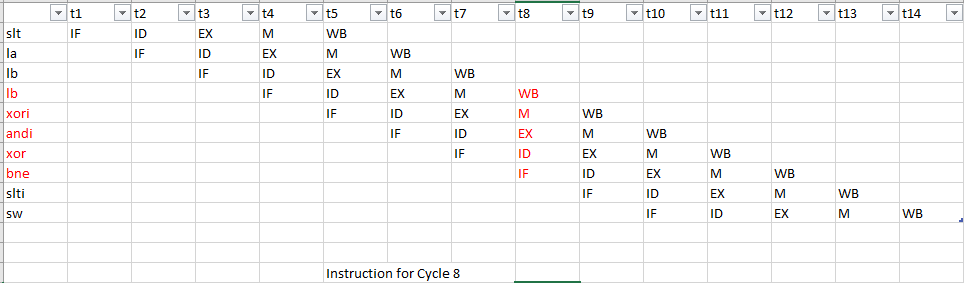 t1 t2 t3 t4 t5 t6 t7 t8 t9 t10 t11 t12 t13 t14
slt IF ID EX M WB
la IF ID EX M WB
lb IF ID EX M WB
lb IF ID EX M WB
xori IF ID EX M WB
andi IF ID EX M WB
xor IF ID EX M WB
bne IF ID EX M WB
slti IF ID EX M WB
sw IF ID EX M WB
Instruction for Cycle 8